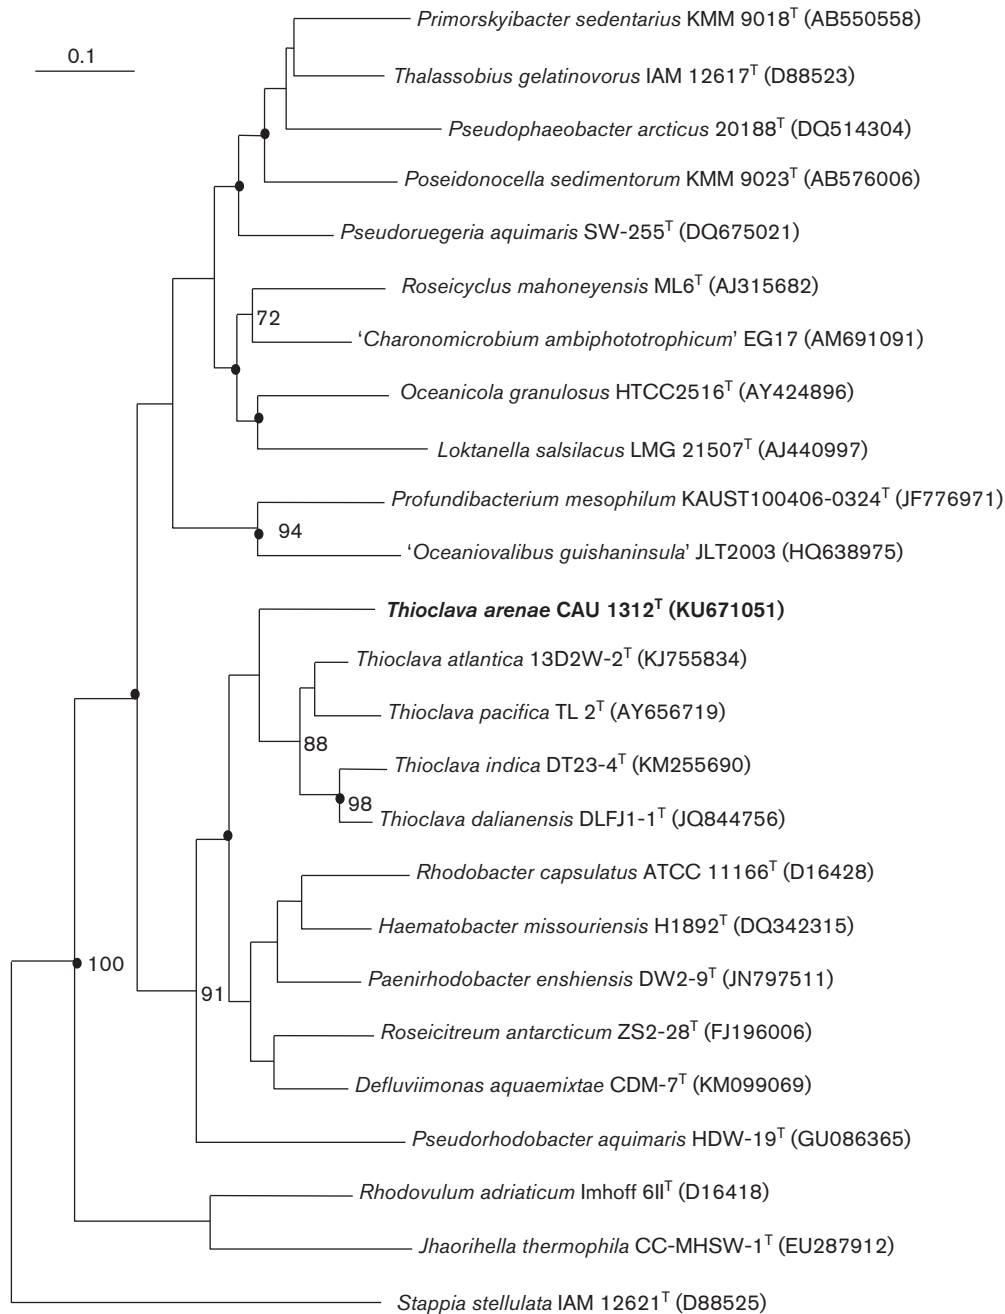 Primorskyibacter sedentarius KMM 9018ᵀ (AB550558)
0.1
Thalassobius gelatinovorus IAM 12617ᵀ (D88523)
Pseudophaeobacter arcticus 20188ᵀ (DQ514304)
Poseidonocella sedimentorum KMM 9023ᵀ (AB576006)
Pseudoruegeria aquimaris SW-255ᵀ (DQ675021)
Roseicyclus mahoneyensis ML6ᵀ (AJ315682)
72
‘Charonomicrobium ambiphototrophicum’ EG17 (AM691091)
Oceanicola granulosus HTCC2516ᵀ (AY424896)
Loktanella salsilacus LMG 21507ᵀ (AJ440997)
Profundibacterium mesophilum KAUST100406-0324ᵀ (JF776971)
94
‘Oceaniovalibus guishaninsula’ JLT2003 (HQ638975)
Thioclava arenae CAU 1312ᵀ (KU671051)
Thioclava atlantica 13D2W-2ᵀ (KJ755834)
Thioclava pacifica TL 2ᵀ (AY656719)
88
Thioclava indica DT23-4ᵀ (KM255690)
98
Thioclava dalianensis DLFJ1-1ᵀ (JQ844756)
Rhodobacter capsulatus ATCC 11166ᵀ (D16428)
Haematobacter missouriensis H1892ᵀ (DQ342315)
100
Paenirhodobacter enshiensis DW2-9ᵀ (JN797511)
91
Roseicitreum antarcticum ZS2-28ᵀ (FJ196006)
Defluviimonas aquaemixtae CDM-7ᵀ (KM099069)
Pseudorhodobacter aquimaris HDW-19ᵀ (GU086365)
Rhodovulum adriaticum Imhoff 6IIᵀ (D16418)
Jhaorihella thermophila CC-MHSW-1ᵀ (EU287912)
Stappia stellulata IAM 12621ᵀ (D88525)